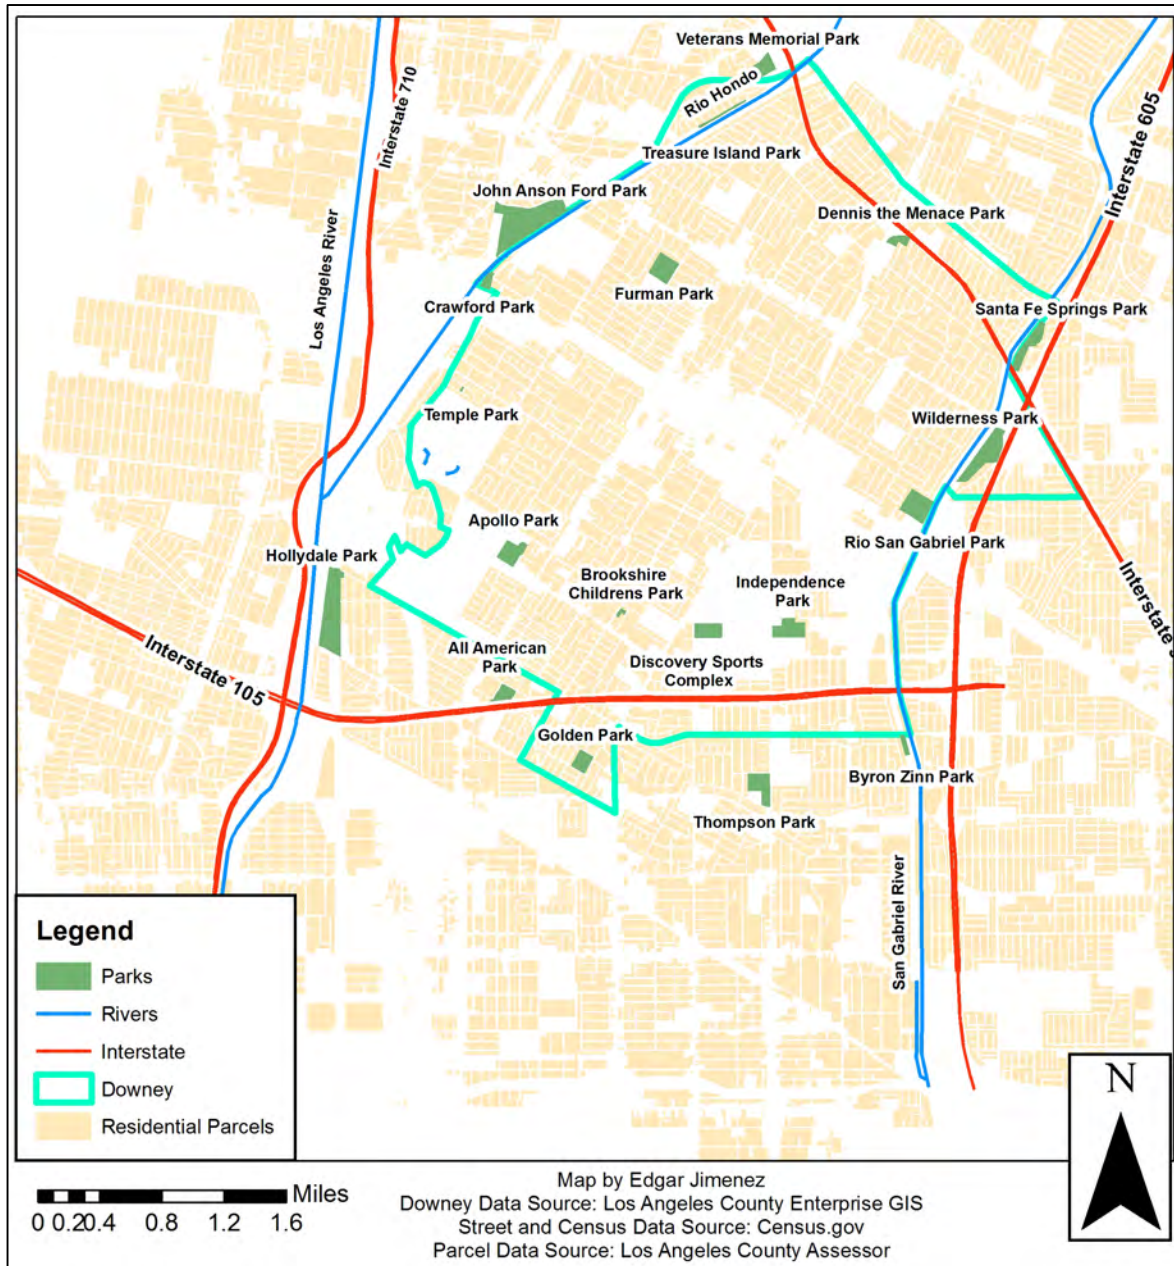 Veterans Memorial Park
Rio Hondo
Interstate 710
Interstate 605
Treasure Island Park
John Anson Ford Park
Dennis the Menace Park
Los Angeles River
Furman Park
Crawford Park
Santa Fe Springs Park
Temple Park
Wilderness Park
Apollo Park
Rio San Gabriel Park
Hollydale Park
Brookshire
Childrens Park
Independence
Park
Interstate
Interstate 105
All American
Park
Discovery Sports
Complex
Golden Park
Byron Zinn Park
Thompson Park
San Gabriel River
Legend
Parks
Rivers
Interstate
Downey
Residential Parcels
N
Miles
0 0.20.4 0.8 1.2 1.6
Map by Edgar Jimenez
Downey Data Source: Los Angeles County Enterprise GIS
Street and Census Data Source: Census.gov
Parcel Data Source: Los Angeles County Assessor